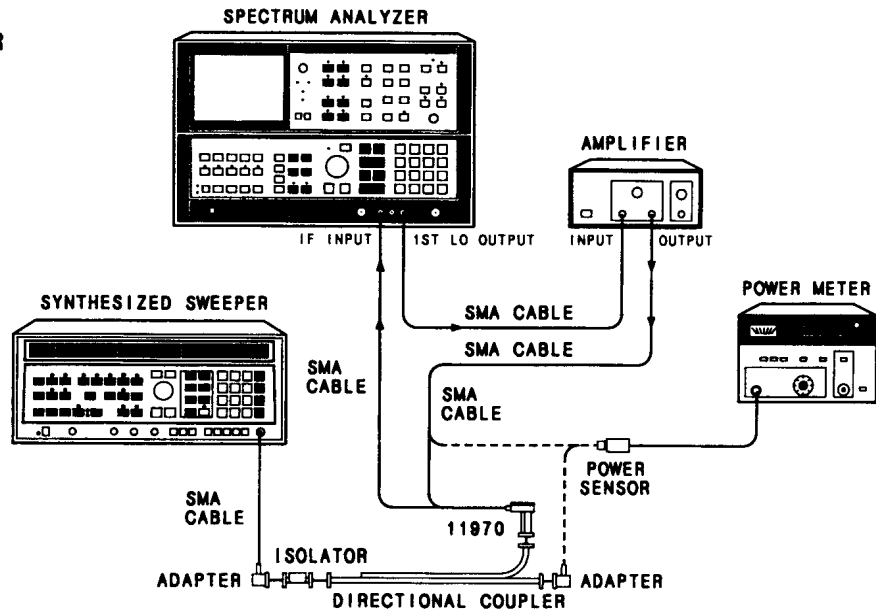 SPECTRUM ANALYZER
R
AMPLIFIER
IF INPUT
1ST LO OUTPUT
INPUT
OUTPUT
SYNTHESIZED SWEEPER
POWER METER
SMA CABLE
SMA CABLE
SMA
CABLE
SMA
CABLE
POWER
SENSOR
SMA
CABLE
11970
ISOLATOR
ADAPTER
ADAPTER
DIRECTIONAL COUPLER